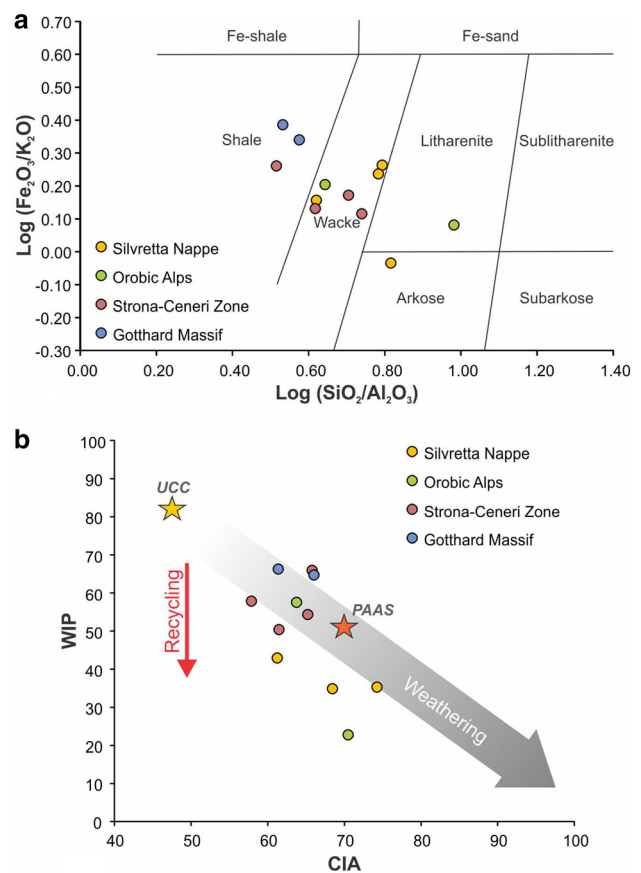 a
0.70
0.60
0.50
0.40
0.30
0.20
0.10
0.00
-0.10
-0.20
-0.30
Log (Fe₂O₃/K₂O)
Fe-shale
Fe-sand
Shale
Litharenite
Sublitharenite
Wacke
Arkose
Subarkose
Silvretta Nappe
Orobic Alps
Strona-Ceneri Zone
Gotthard Massif
0.00
0.20
0.40
0.60
0.80
1.00
1.20
1.40
Log (SiO₂/Al₂O₃)
b
100
90
80
70
60
50
40
30
20
10
0
WIP
UCC
Recycling
PAAS
Weathering
Silvretta Nappe
Orobic Alps
Strona-Ceneri Zone
Gotthard Massif
40
50
60
70
80
90
100
CIA